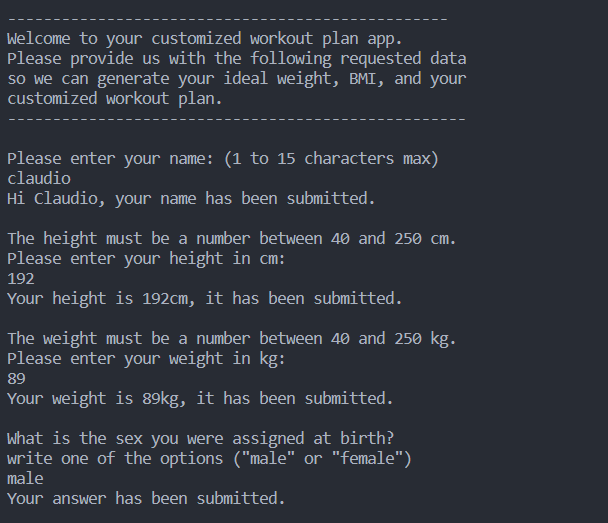 ------------------------------------------------
Welcome to your customized workout plan app.
Please provide us with the following requested data
so we can generate your ideal weight, BMI, and your
customized workout plan.
--------------------------------------------------
Please enter your name: (1 to 15 characters max)
claudio
Hi Claudio, your name has been submitted.
The height must be a number between 40 and 250 cm.
Please enter your height in cm:
192
Your height is 192cm, it has been submitted.
The weight must be a number between 40 and 250 kg.
Please enter your weight in kg:
89
Your weight is 89kg, it has been submitted.
What is the sex you were assigned at birth?
write one of the options ("male" or "female")
male
Your answer has been submitted.